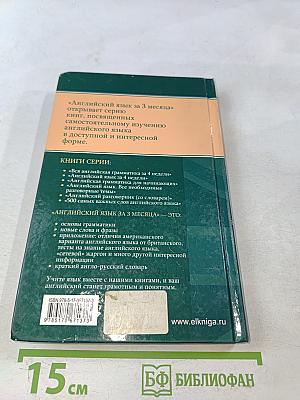 «Английский язык за 3 месяца»
открывает серию
книг, посвященных
самостоятельному изучению
английского языка
в доступной и интересной
форме.
КНИГИ СЕРИИ:
• «Вся английская грамматика за 4 недели»
• «Английский язык за 4 недели»
• «Английская грамматика для начинающих»
• «Английский язык. Все необходимые
разговорные темы»
• «Английский разговорник (со словарем)»
• «500 самых важных слов английского языка»
«АНГЛИЙСКИЙ ЯЗЫК ЗА 3 МЕСЯЦА» — ЭТО:
• основы грамматики
• новые слова и фразы
• приложение: отличия американского
варианта английского языка от британского,
тесты на знание английского языка,
«сетевой» жаргон и много другой интересной
информации
• краткий англо-русский словарь
Учите язык вместе с нашими книгами, и ваш
английский станет грамотным и понятным.
www.elkniga.ru
15 см
БФ БИБЛИОФАН